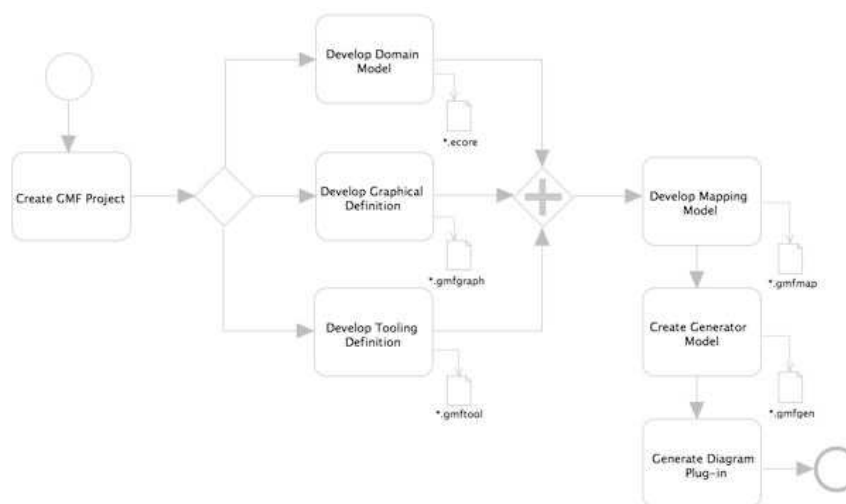 Develop Domain
Model
*.ecore
Create GMF Project
Develop Graphical
Definition
*.gmfgraph
Develop Tooling
Definition
*.gmftool
Develop Mapping
Model
*.gmfmap
Create Generator
Model
*.gmfgen
Generate Diagram
Plug-in